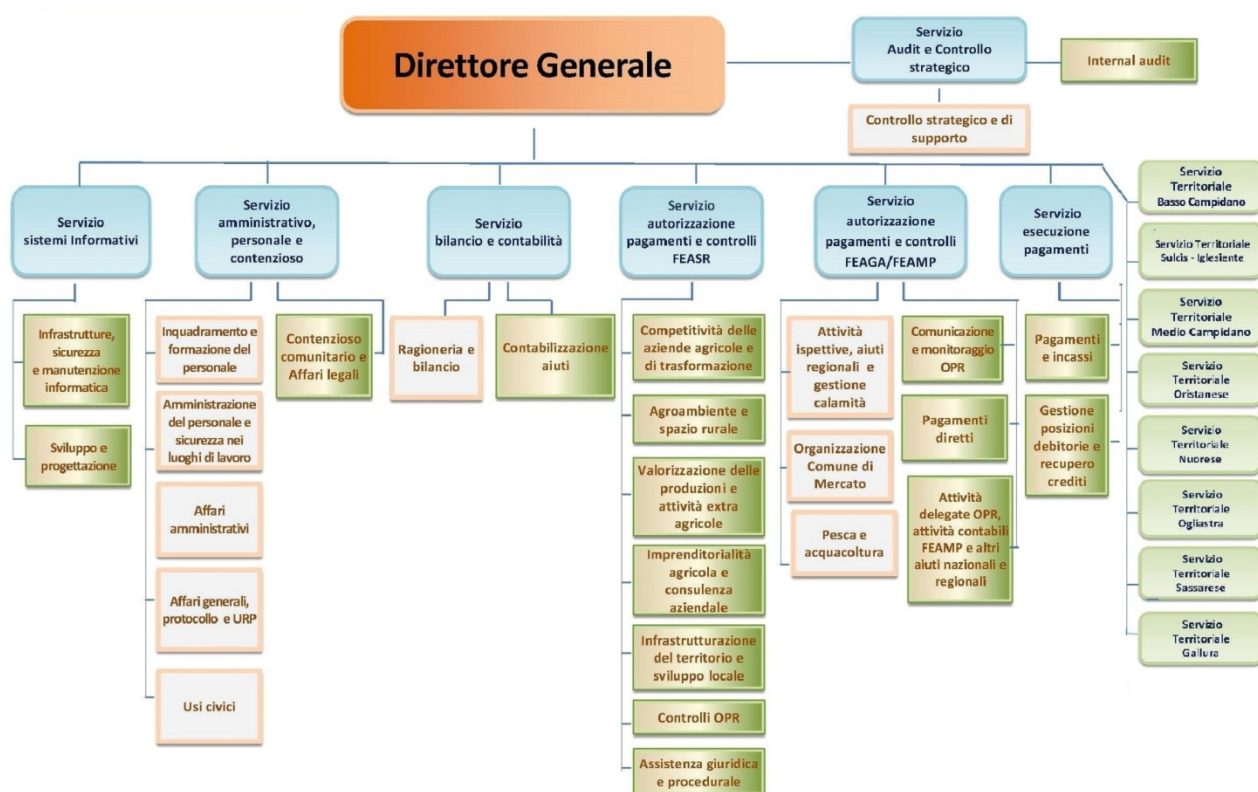 Direttore Generale
Servizio
Audit e Controllo
strategico
Internal audit
Controllo strategico e di
supporto
Servizio
sistemi Informativi
Infrastrutture,
sicurezza
e manutenzione
informatica
Sviluppo e
progettazione
Servizio
amministrativo,
personale e
contenzioso
Inquadramento e
formazione del
personale
Amministrazione
del personale e
sicurezza nei
luoghi di lavoro
Affari
amministrativi
Affari generali,
protocollo e URP
Usi civici
Contenzioso
comunitario e
Affari legali
Servizio
bilancio e contabilità
Ragioneria e
bilancio
Contabilizzazione
aiuti
Servizio
autorizzazione
pagamenti e controlli
FEASR
Competitività delle
aziende agricole e
di trasformazione
Agroambiente e
spazio rurale
Valorizzazione delle
produzioni e
attività extra
agricole
Imprenditorialità
agricola e
consulenza
aziendale
Infrastrutturazione
del territorio e
sviluppo locale
Controlli OPR
Assistenza giuridica
e procedurale
Servizio
autorizzazione
pagamenti e controlli
FEAGA/FEAMP
Attività
ispettive, aiuti
regionali e
gestione
calamità
Organizzazione
Comune di
Mercato
Pesca e
acquacoltura
Comunicazione
e monitoraggio
OPR
Pagamenti
diretti
Attività
delegate OPR,
attività contabili
FEAMP e altri
aiuti nazionali e
regionali
Servizio
esecuzione
pagamenti
Pagamenti
e incassi
Gestione
posizioni
debitorie e
recupero
crediti
Servizio
Territoriale
Basso Campidano
Servizio Territoriale
Sulcis - Iglesiente
Servizio
Territoriale
Medio Campidano
Servizio
Territoriale
Oristanese
Servizio
Territoriale
Nuorese
Servizio
Territoriale
Ogliastra
Servizio
Territoriale
Sassarese
Servizio
Territoriale
Gallura